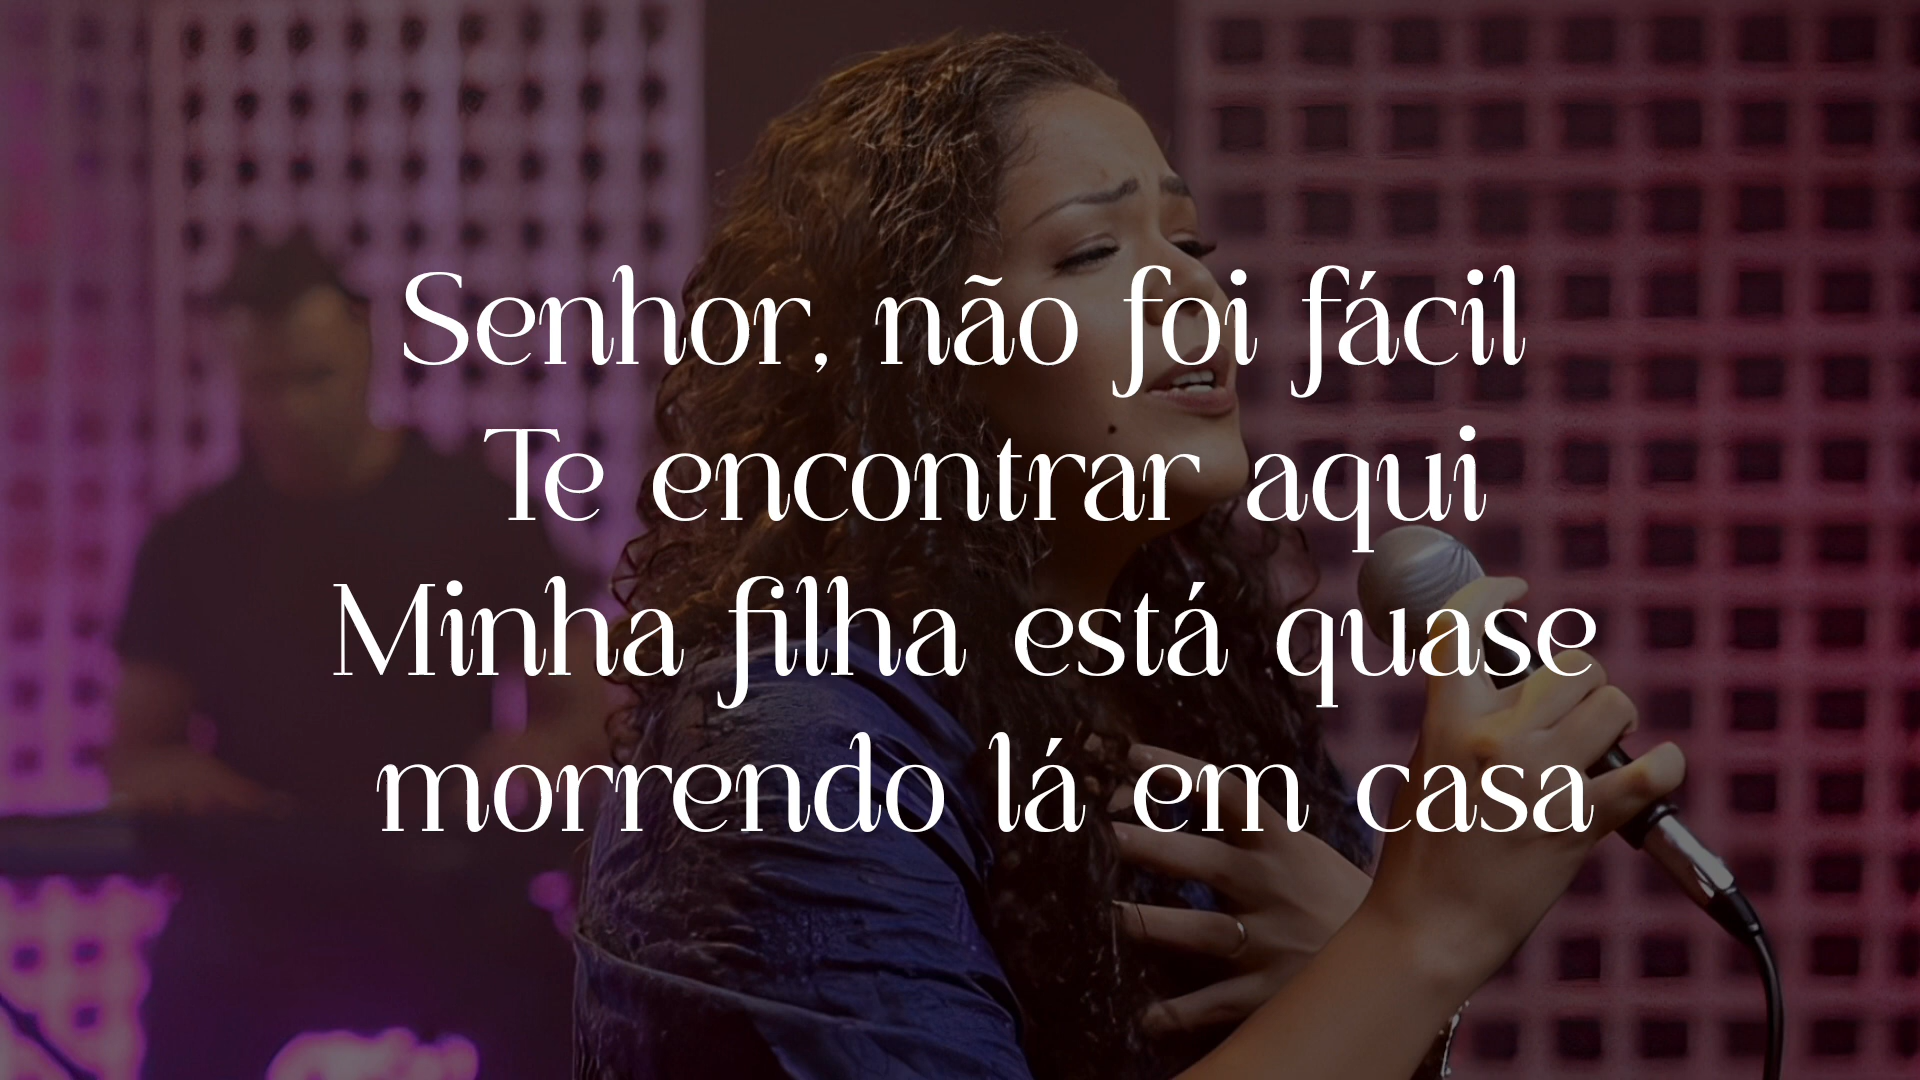 Senhor, não foi fácil
Te encontrar aqui
Minha filha está quase
morrendo lá em casa